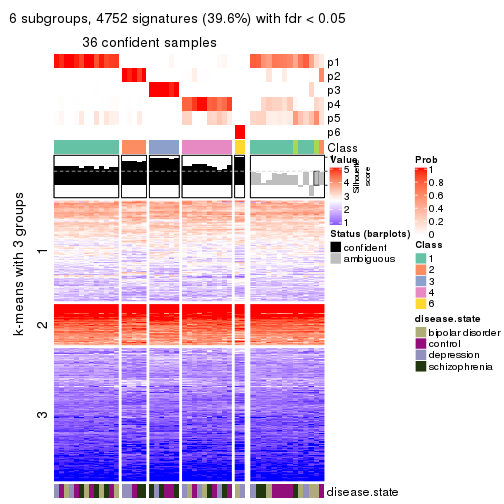 6 subgroups, 4752 signatures (39.6%) with fdr < 0.05
36 confident samples
p1
p2
p3
p4
p5
p6
Class
Silhouette score
k-means with 3 groups
1
2
3
disease.state
Value
5
4
3
2
1
Status (barplots)
confident
ambiguous
Prob
1
0.8
0.6
0.4
0.2
0
Class
1
2
3
4
6
disease.state
bipolar disorder
control
depression
schizophrenia